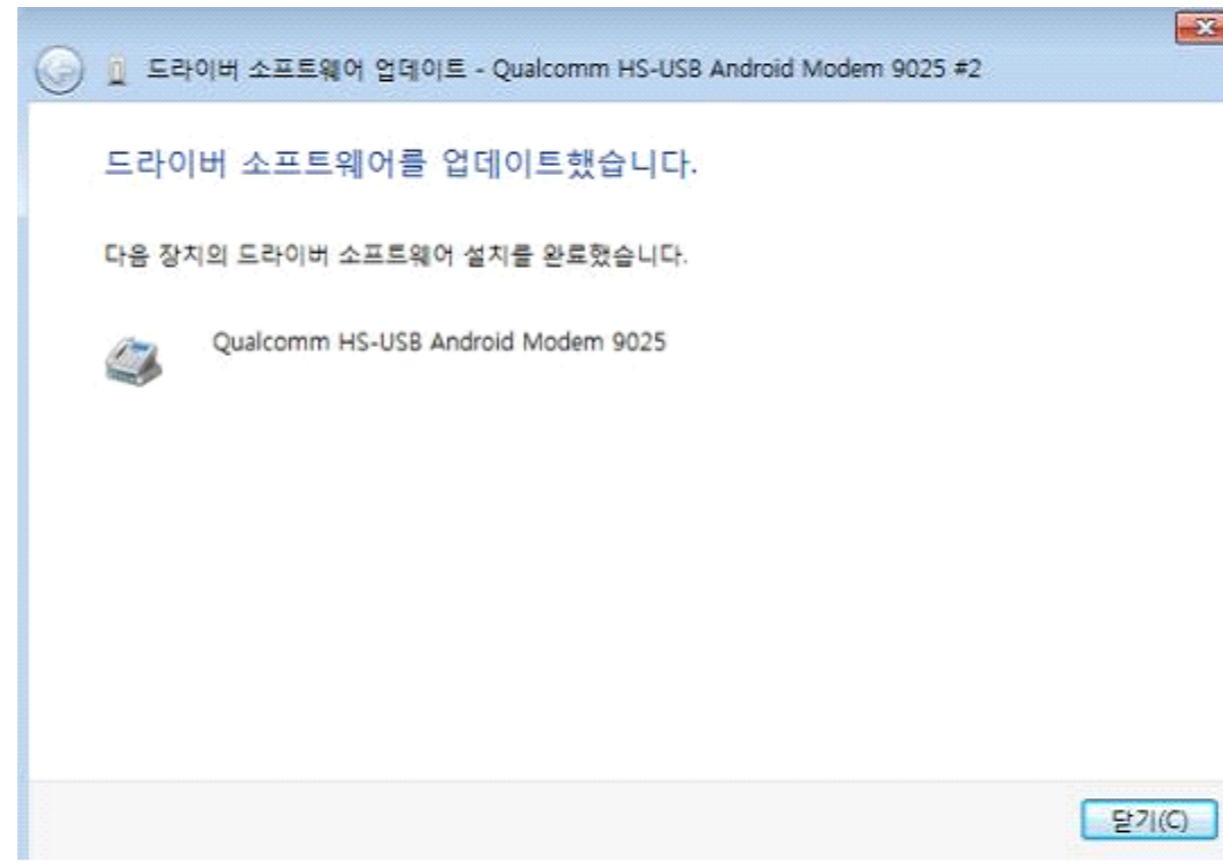 드라이버 소프트웨어 업데이트 - Qualcomm HS-USB Android Modem 9025 #2
드라이버 소프트웨어를 업데이트했습니다.
다음 장치의 드라이버 소프트웨어 설치를 완료했습니다.
Qualcomm HS-USB Android Modem 9025
닫기(C)